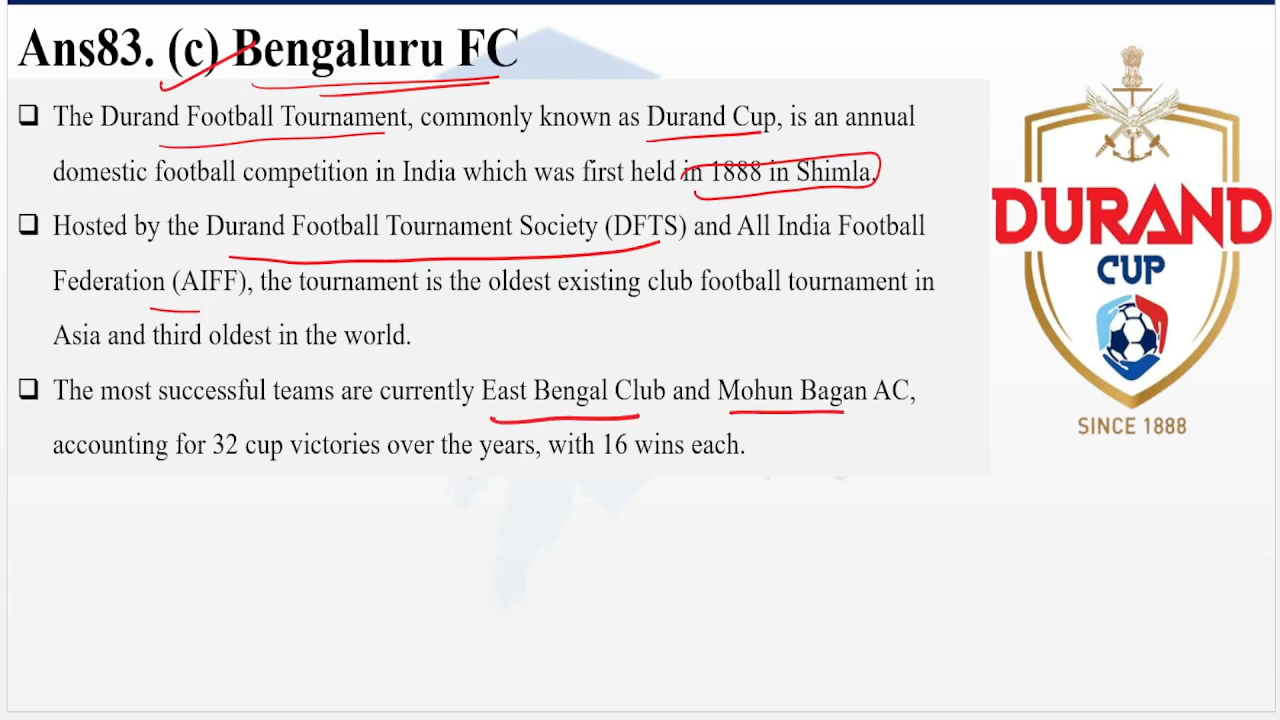 Ans83. (c) Bengaluru FC
❑ The Durand Football Tournament, commonly known as Durand Cup, is an annual
domestic football competition in India which was first held in 1888 in Shimla.
❑ Hosted by the Durand Football Tournament Society (DFTS) and All India Football
Federation (AIFF), the tournament is the oldest existing club football tournament in
Asia and third oldest in the world.
❑ The most successful teams are currently East Bengal Club and Mohun Bagan AC,
accounting for 32 cup victories over the years, with 16 wins each.
DURAND
CUP
SINCE 1888